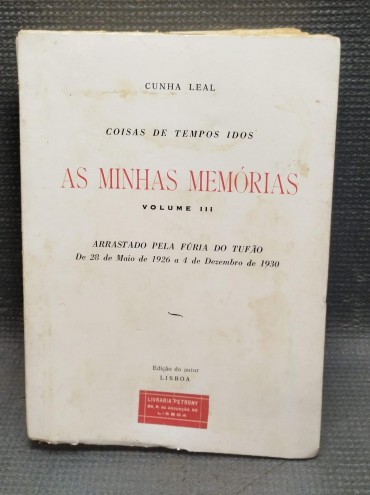 CUNHA LEAL
COISAS DE TEMPOS IDOS
AS MINHAS MEMÓRIAS
VOLUME III
ARRASTADO PELA FÚRIA DO TUFÃO
De 28 de Maio de 1926 a 4 de Dezembro de 1930
Edição do autor
LISBOA
LIVRARIA PETRONY
LISBOA